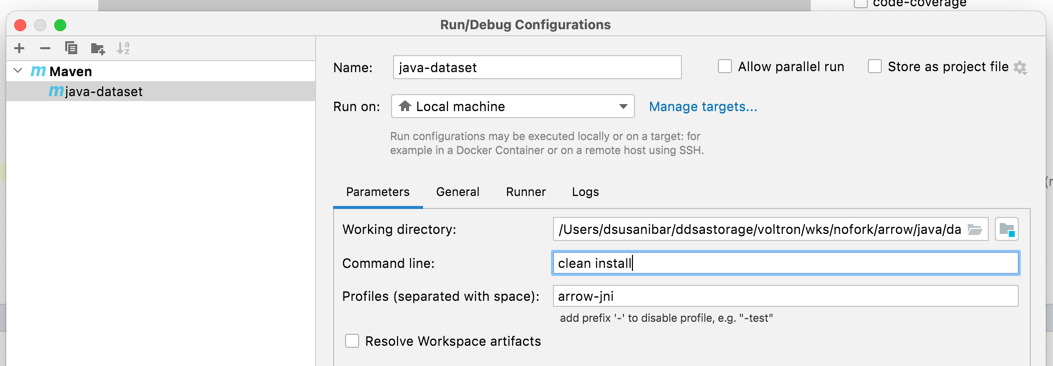 code-coverage
Run/Debug Configurations
Maven
java-dataset
Name:
java-dataset
Allow parallel run
Store as project file
Run on:
Local machine
Manage targets...
Run configurations may be executed locally or on a target: for
example in a Docker Container or on a remote host using SSH.
Parameters
General
Runner
Logs
Working directory:
/Users/dsusanibar/ddsastorage/voltron/wks/nofork/arrow/java/da
Command line:
clean install
Profiles (separated with space):
arrow-jni
add prefix '-' to disable profile, e.g. "-test"
Resolve Workspace artifacts